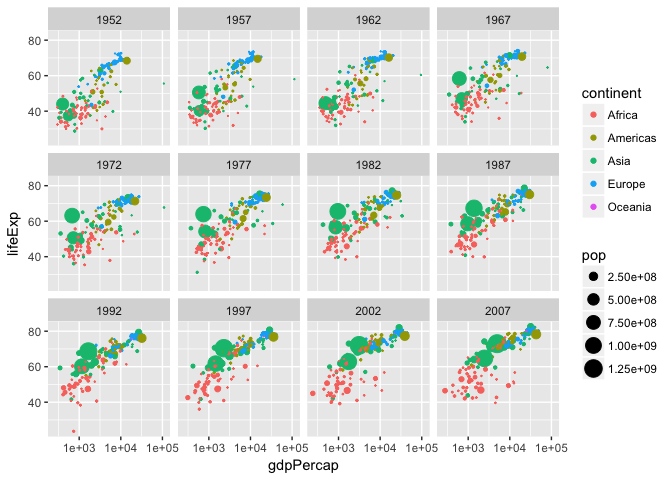 1952 1957 1962 1967
80
60
40
1972 1977 1982 1987
80
60
40
1992 1997 2002 2007
80
60
40
1e+03 1e+04 1e+05 1e+03 1e+04 1e+05 1e+03 1e+04 1e+05 1e+03 1e+04 1e+05
gdpPercap
lifeExp
continent
Africa
Americas
Asia
Europe
Oceania
pop
2.50e+08
5.00e+08
7.50e+08
1.00e+09
1.25e+09